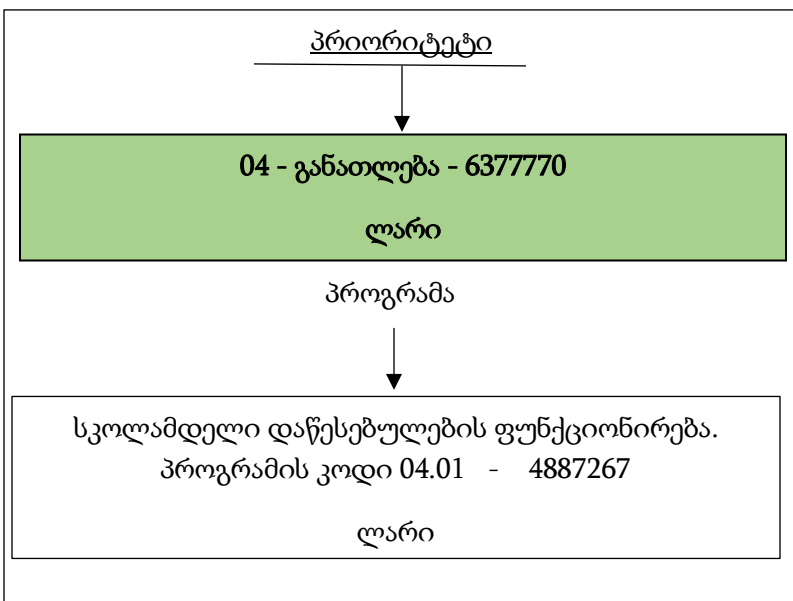 პრიორიტეტი
04 - განათლება - 6377770
ლარი
პროგრამა
სკოლამდელი დაწესებულების ფუნქციონირება.
პროგრამის კოდი 04.01 - 4887267
ლარი